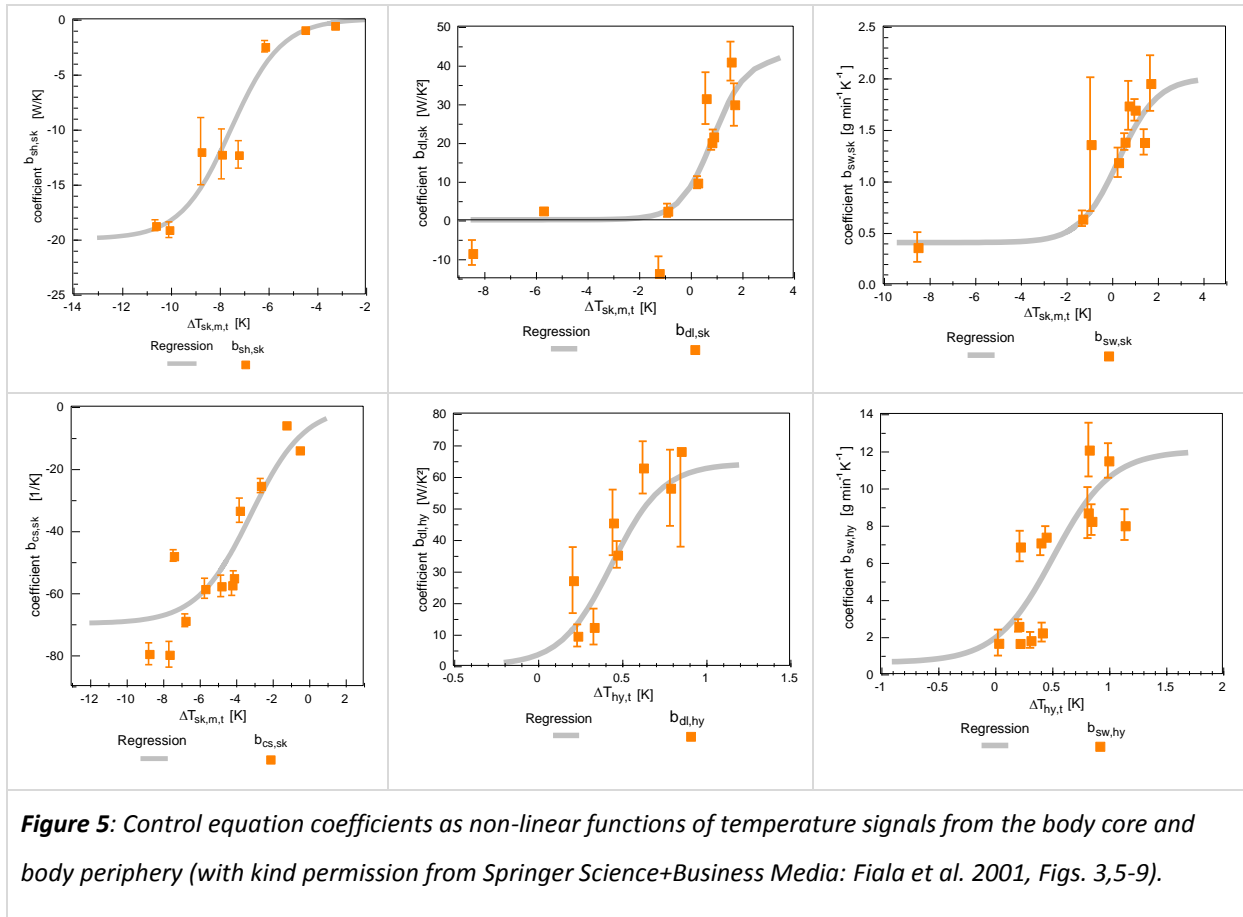 0
-5
-10
-15
-20
-25
coefficient b_sh,sk [W/K]
-14 -12 -10 -8 -6 -4 -2
ΔT_sk,m,t [K]
Regression b_sh,sk
50
40
30
20
10
0
-10
coefficient b_dl,sk [W/K²]
-8 -6 -4 -2 0 2 4
ΔT_sk,m,t [K]
Regression b_dl,sk
2.5
2.0
1.5
1.0
0.5
0.0
coefficient b_sw,sk [g min⁻¹ K⁻¹]
-10 -8 -6 -4 -2 0 2 4
ΔT_sk,m,t [K]
Regression b_sw,sk
0
-20
-40
-60
-80
coefficient b_cs,sk [1/K]
-12 -10 -8 -6 -4 -2 0 2
ΔT_sk,m,t [K]
Regression b_cs,sk
80
70
60
50
40
30
20
10
0
coefficient b_dl,hy [W/K²]
-0.5 0 0.5 1 1.5
ΔT_hy,t [K]
Regression b_dl,hy
14
12
10
8
6
4
2
0
coefficient b_sw,hy [g min⁻¹K⁻¹]
-1 -0.5 0 0.5 1 1.5 2
ΔT_hy,t [K]
Regression b_sw,hy
Figure 5: Control equation coefficients as non-linear functions of temperature signals from the body core and
body periphery (with kind permission from Springer Science+Business Media: Fiala et al. 2001, Figs. 3,5-9).